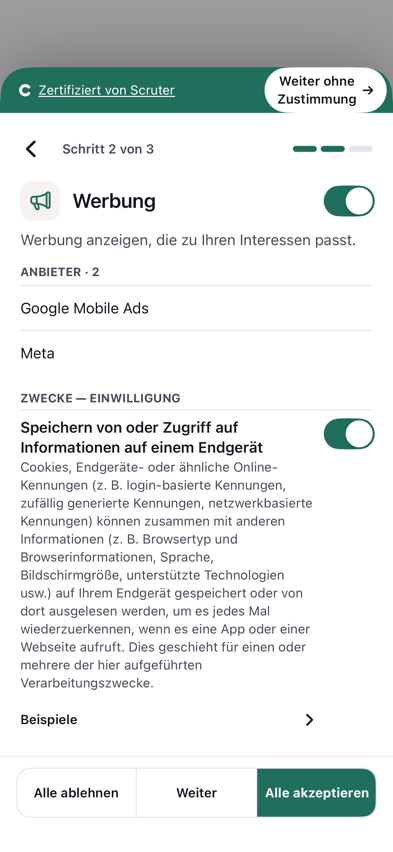 Zertifiziert von Scruter
Weiter ohne
Zustimmung
Schritt 2 von 3
Werbung
Werbung anzeigen, die zu Ihren Interessen passt.
ANBIETER · 2
Google Mobile Ads
Meta
ZWECKE — EINWILLIGUNG
Speichern von oder Zugriff auf
Informationen auf einem Endgerät
Cookies, Endgeräte- oder ähnliche Online-
Kennungen (z. B. login-basierte Kennungen,
zufällig generierte Kennungen, netzwerkbasierte
Kennungen) können zusammen mit anderen
Informationen (z. B. Browsertyp und
Browserinformationen, Sprache,
Bildschirmgröße, unterstützte Technologien
usw.) auf Ihrem Endgerät gespeichert oder von
dort ausgelesen werden, um es jedes Mal
wiederzuerkennen, wenn es eine App oder einer
Webseite aufruft. Dies geschieht für einen oder
mehrere der hier aufgeführten
Verarbeitungszwecke.
Beispiele
Alle ablehnen
Weiter
Alle akzeptieren